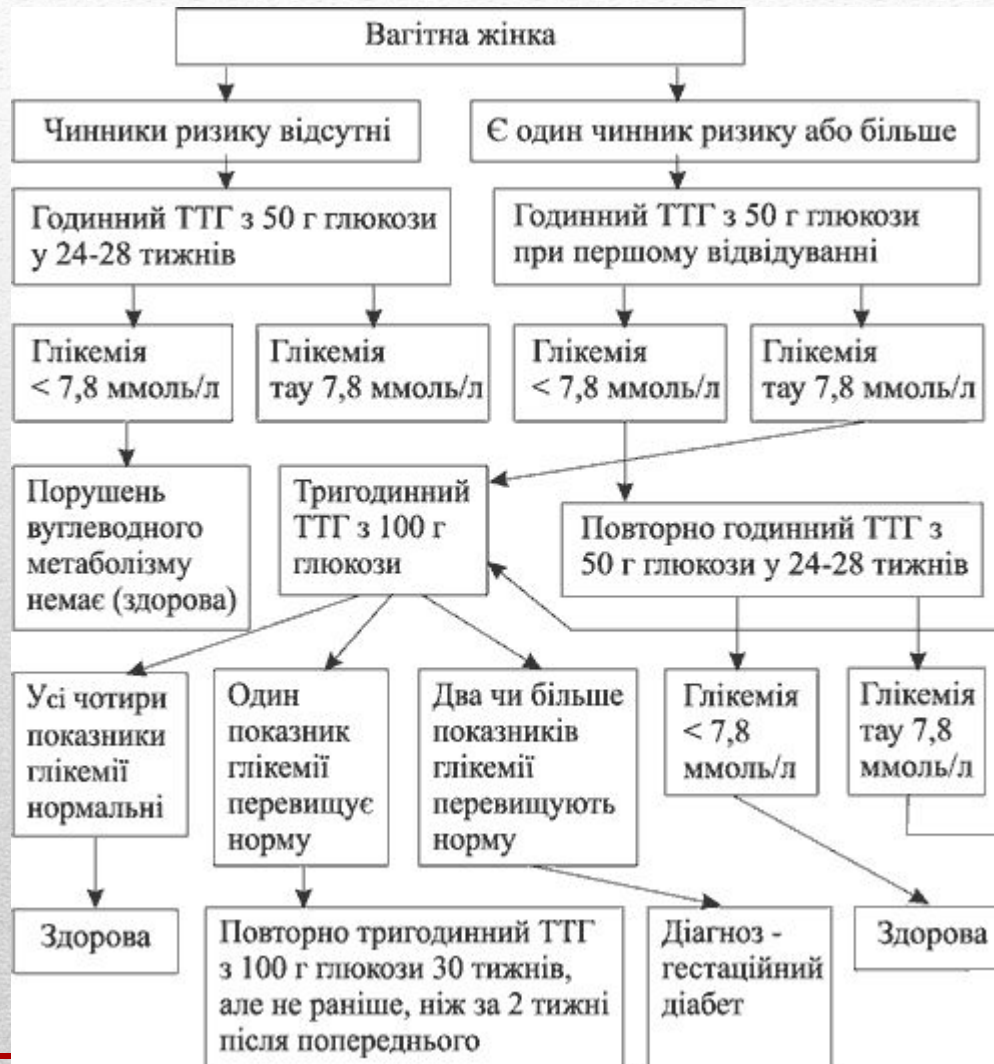 Вагітна жінка
Чинники ризику відсутні
Є один чинник ризику або більше
Годинний ТТГ з 50 г глюкози
у 24-28 тижнів
Годинний ТТГ з 50 г глюкози
при першому відвідуванні
Глікемія
< 7,8 ммоль/л
Глікемія
тау 7,8 ммоль/л
Глікемія
< 7,8 ммоль/л
Глікемія
тау 7,8 ммоль/л
Порушень
вуглеводного
метаболізму
немає (здорова)
Тригодинний
ТТГ з 100 г
глюкози
Повторно годинний ТТГ з
50 г глюкози у 24-28 тижнів
Усі чотири
показники
глікемії
нормальні
Один
показник
глікемії
перевищує
норму
Два чи більше
показників
глікемії
перевищують
норму
Глікемія
< 7,8
ммоль/л
Глікемія
тау 7,8
ммоль/л
Здорова
Повторно тригодинний ТТГ
з 100 г глюкози 30 тижнів,
але не раніше, ніж за 2 тижні
після попереднього
Діагноз -
гестаційний
діабет
Здорова